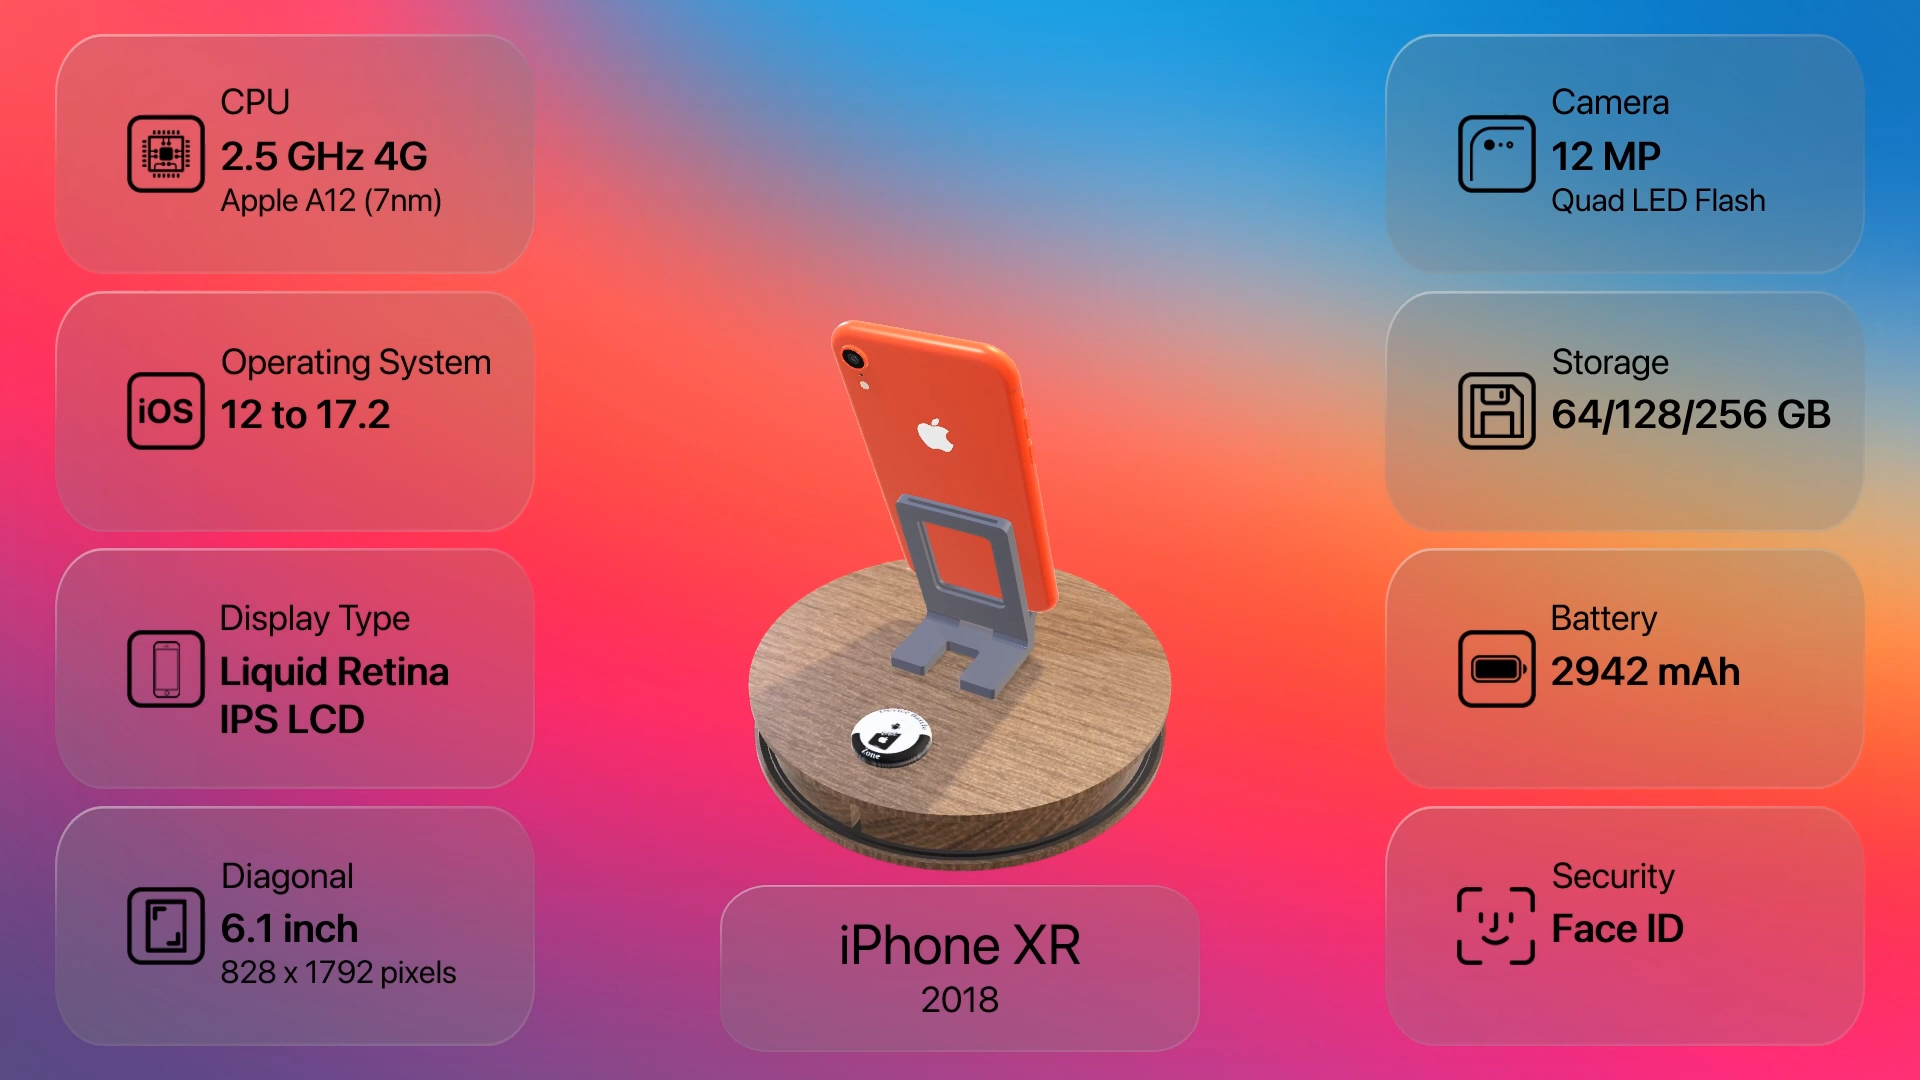 CPU
2.5 GHz 4G
Apple A12 (7nm)
Operating System
iOS
12 to 17.2
Display Type
Liquid Retina
IPS LCD
Diagonal
6.1 inch
828 x 1792 pixels
Zone
iPhone XR
2018
Camera
12 MP
Quad LED Flash
Storage
64/128/256 GB
Battery
2942 mAh
Security
Face ID